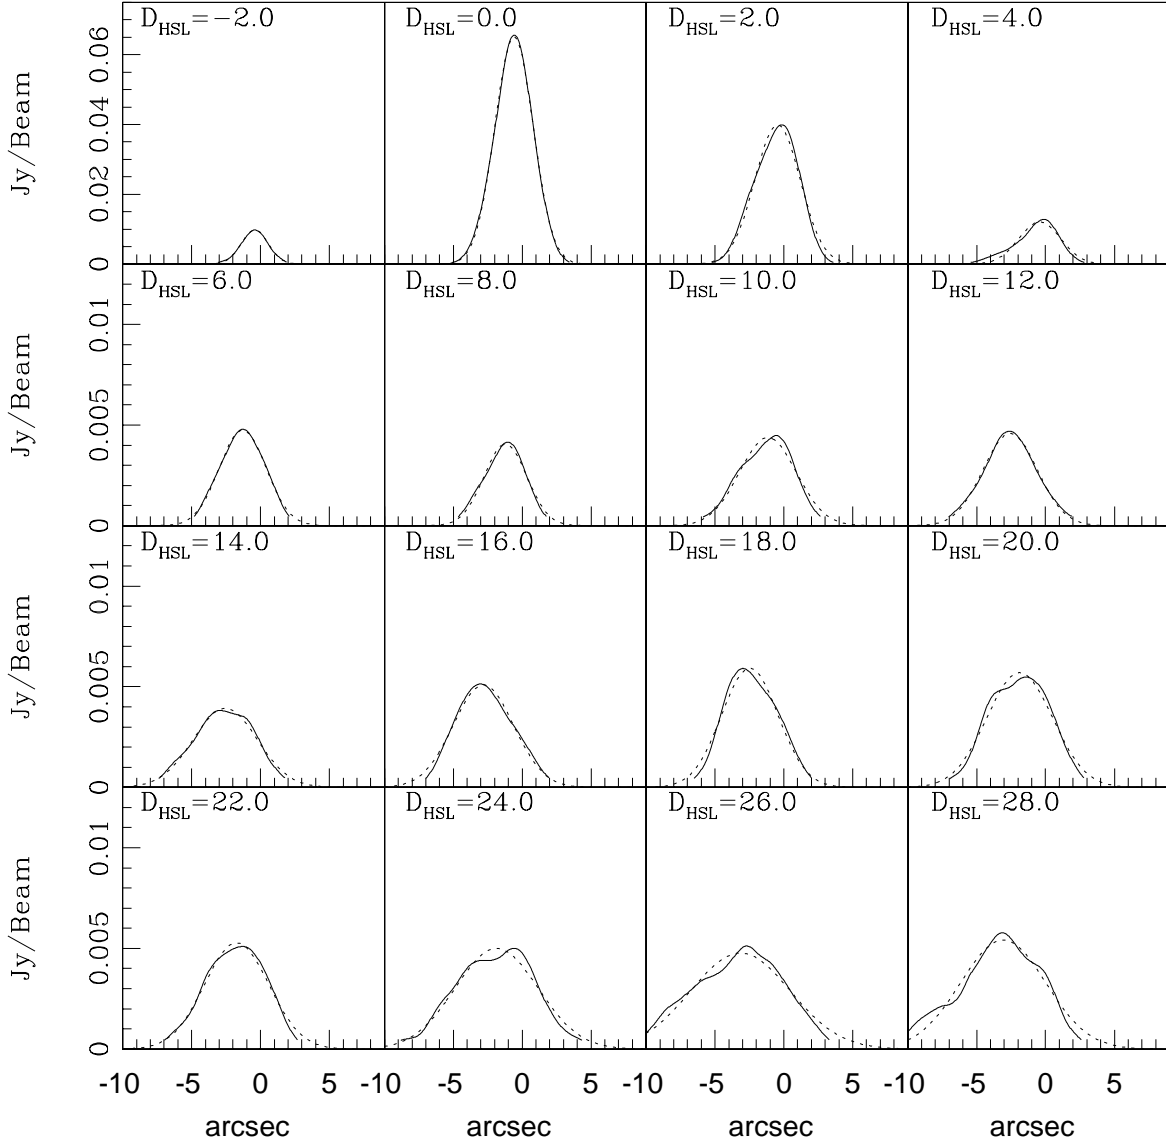 D_HSL=−2.0 D_HSL=0.0 D_HSL=2.0 D_HSL=4.0
Jy/Beam
0.06
0.04
0.02
0
D_HSL=6.0 D_HSL=8.0 D_HSL=10.0 D_HSL=12.0
Jy/Beam
0.01
0.005
0
D_HSL=14.0 D_HSL=16.0 D_HSL=18.0 D_HSL=20.0
Jy/Beam
0.01
0.005
0
D_HSL=22.0 D_HSL=24.0 D_HSL=26.0 D_HSL=28.0
Jy/Beam
0.01
0.005
0
-10 -5 0 5 -10 -5 0 5 -10 -5 0 5 -10 -5 0 5
arcsec arcsec arcsec arcsec